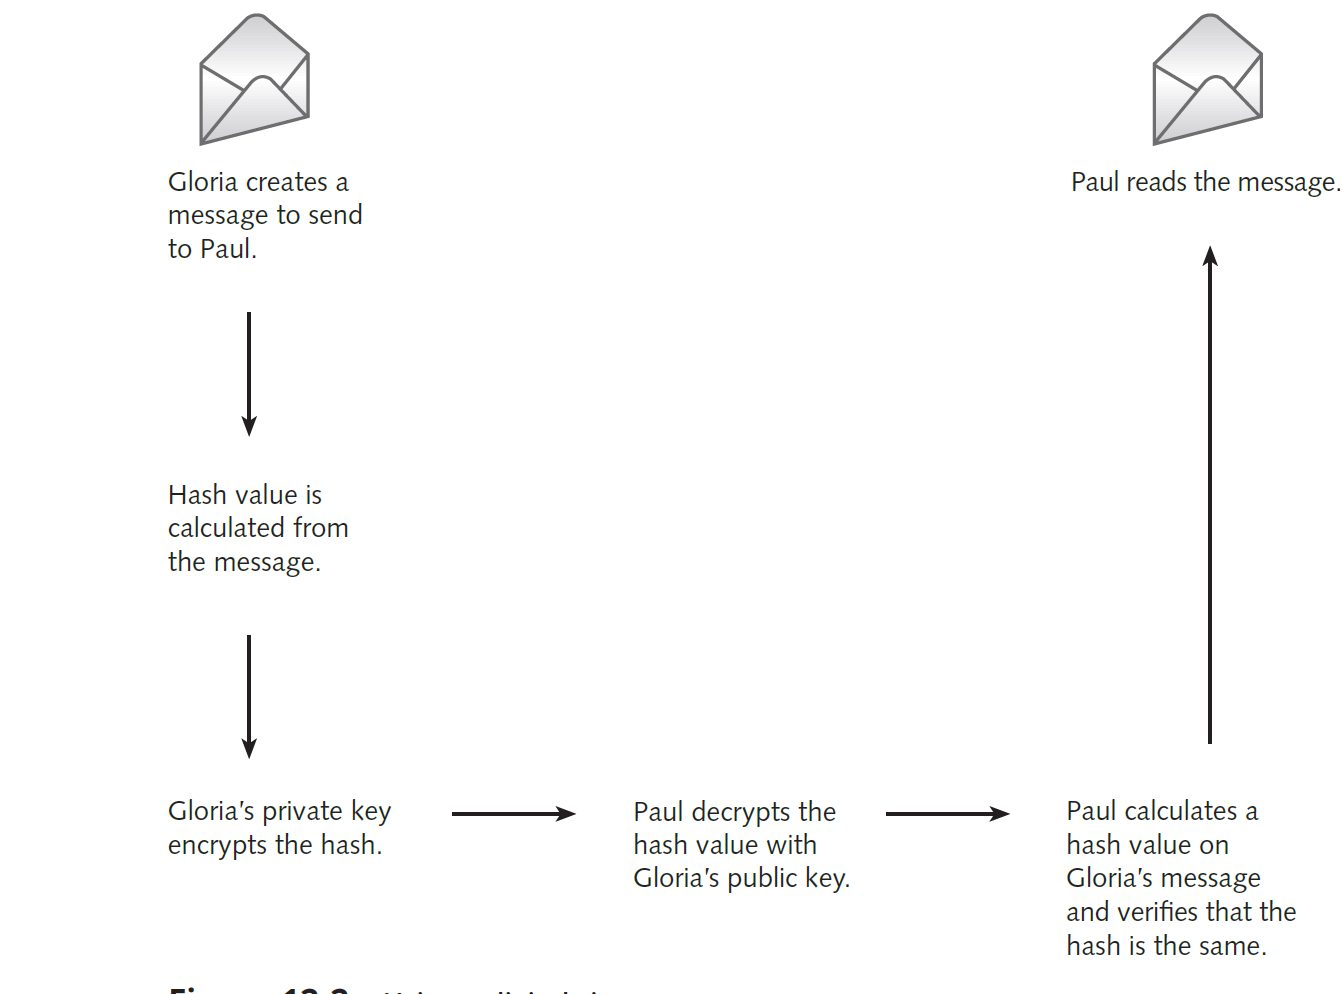 Gloria creates a
message to send
to Paul.
Paul reads the message.
Hash value is
calculated from
the message.
Gloria's private key
encrypts the hash.
Paul decrypts the
hash value with
Gloria's public key.
Paul calculates a
hash value on
Gloria's message
and verifies that the
hash is the same.